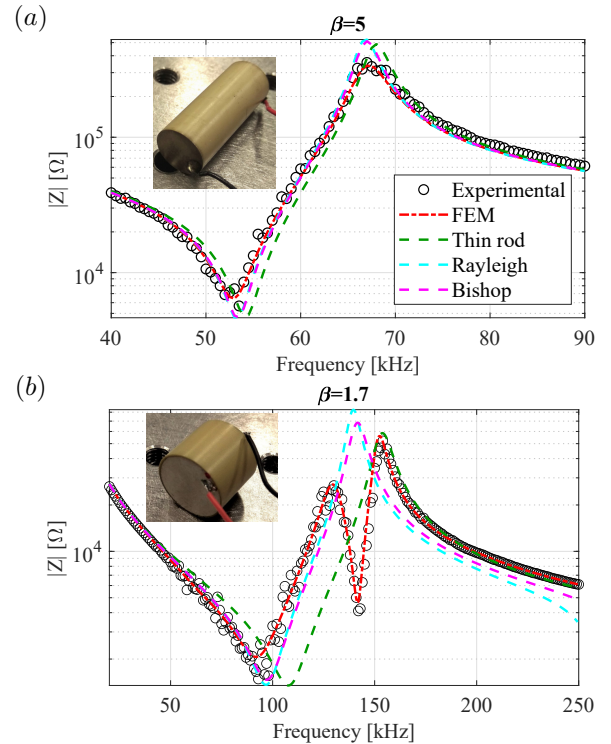 (a)
β=5
|Z| [Ω]
10^5
10^4
Experimental
FEM
Thin rod
Rayleigh
Bishop
40 50 60 70 80 90
Frequency [kHz]
(b)
β=1.7
|Z| [Ω]
10^4
50 100 150 200 250
Frequency [kHz]